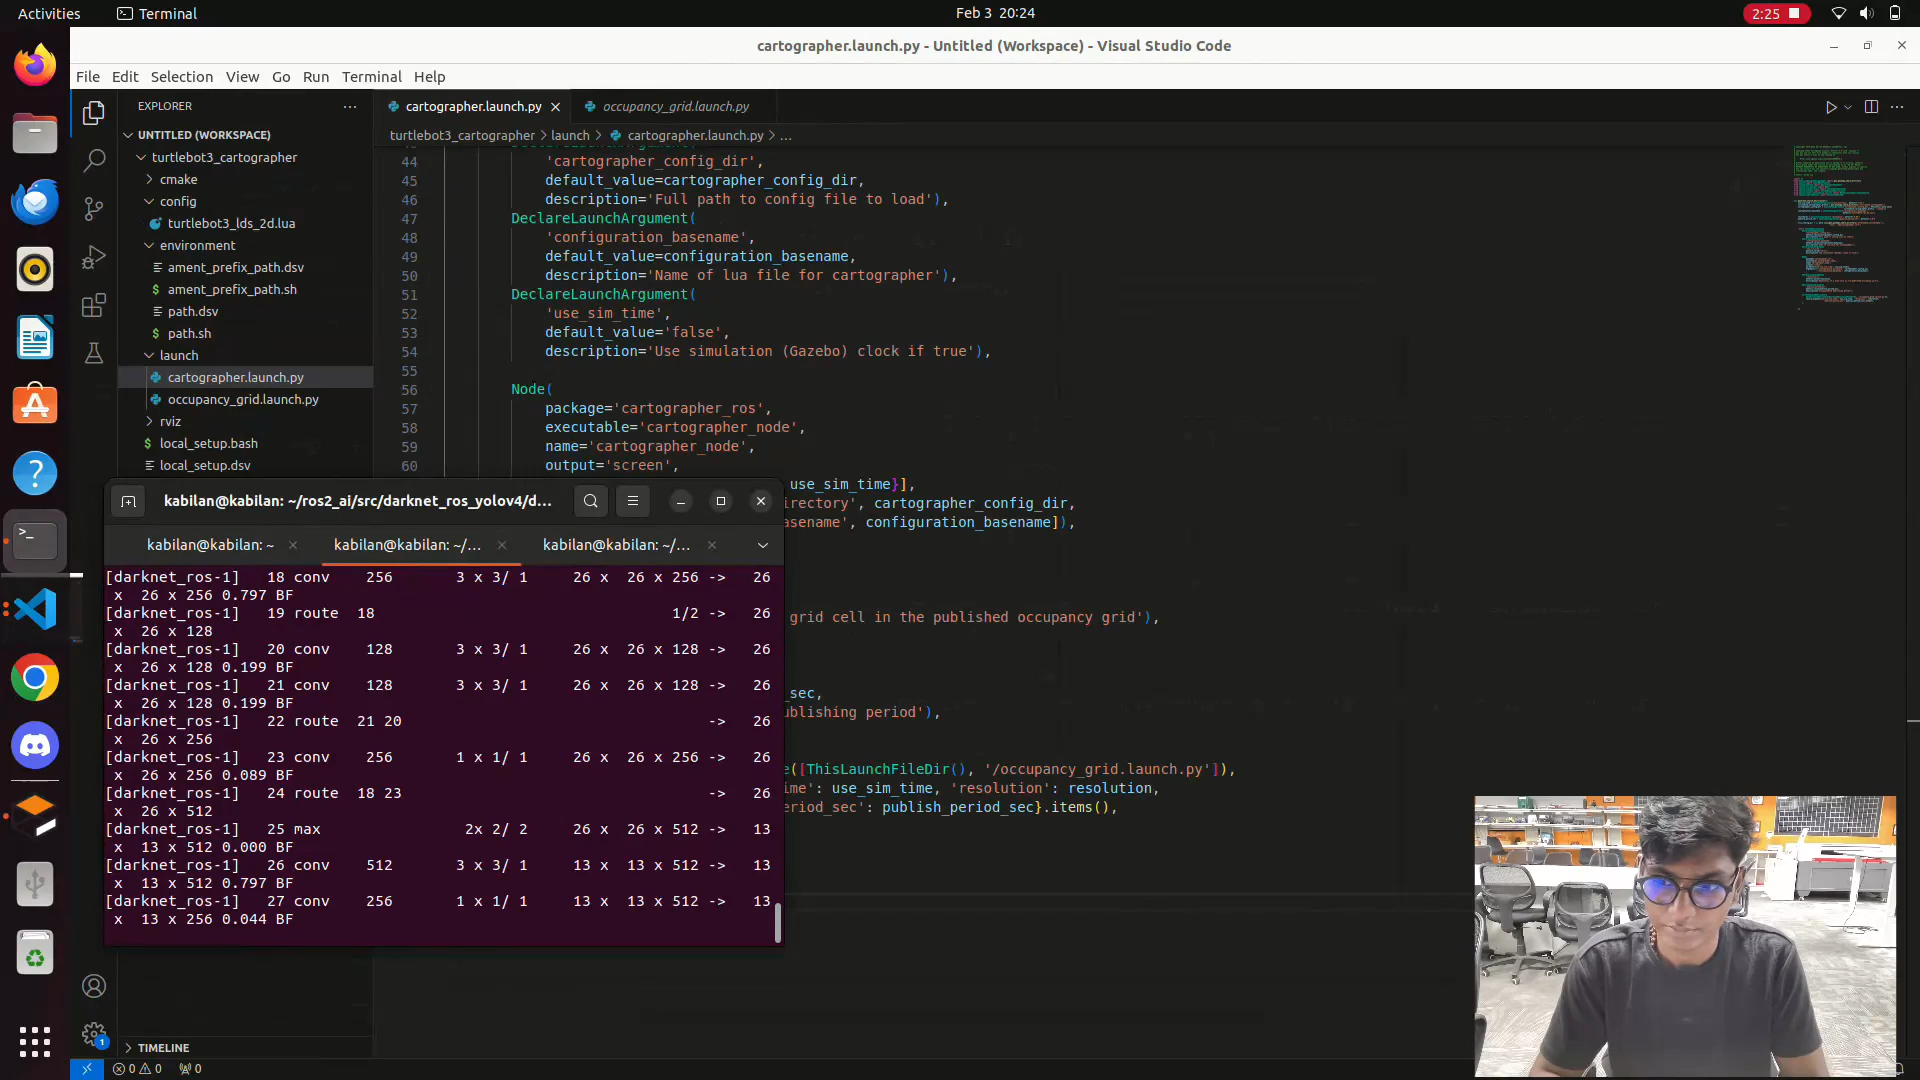 Activities
Terminal
Feb 3 20:24
2:25
cartographer.launch.py - Untitled (Workspace) - Visual Studio Code
File Edit Selection View Go Run Terminal Help
EXPLORER
UNTITLED (WORKSPACE)
turtlebot3_cartographer
cmake
config
turtlebot3_lds_2d.lua
environment
ament_prefix_path.dsv
ament_prefix_path.sh
path.dsv
path.sh
launch
cartographer.launch.py
occupancy_grid.launch.py
rviz
local_setup.bash
local_setup.dsv
TIMELINE
0 0 0
cartographer.launch.py
occupancy_grid.launch.py
turtlebot3_cartographer > launch > cartographer.launch.py > ...
44 'cartographer_config_dir',
45 default_value=cartographer_config_dir,
46 description='Full path to config file to load'),
47 DeclareLaunchArgument(
48 'configuration_basename',
49 default_value=configuration_basename,
50 description='Name of lua file for cartographer'),
51 DeclareLaunchArgument(
52 'use_sim_time',
53 default_value='false',
54 description='Use simulation (Gazebo) clock if true'),
55
56 Node(
57 package='cartographer_ros',
58 executable='cartographer_node',
59 name='cartographer_node',
60 output='screen',
use_sim_time}],
irectory', cartographer_config_dir,
asename', configuration_basename]),
grid cell in the published occupancy grid'),
_sec,
ublishing period'),
e([ThisLaunchFileDir(), '/occupancy_grid.launch.py']),
ime': use_sim_time, 'resolution': resolution,
eriod_sec': publish_period_sec}.items(),
kabilan@kabilan: ~/ros2_ai/src/darknet_ros_yolov4/d...
kabilan@kabilan: ~
kabilan@kabilan: ~/...
kabilan@kabilan: ~/...
[darknet_ros-1] 18 conv 256 3 x 3/ 1 26 x 26 x 256 -> 26
x 26 x 256 0.797 BF
[darknet_ros-1] 19 route 18 1/2 -> 26
x 26 x 128
[darknet_ros-1] 20 conv 128 3 x 3/ 1 26 x 26 x 128 -> 26
x 26 x 128 0.199 BF
[darknet_ros-1] 21 conv 128 3 x 3/ 1 26 x 26 x 128 -> 26
x 26 x 128 0.199 BF
[darknet_ros-1] 22 route 21 20 -> 26
x 26 x 256
[darknet_ros-1] 23 conv 256 1 x 1/ 1 26 x 26 x 256 -> 26
x 26 x 256 0.089 BF
[darknet_ros-1] 24 route 18 23 -> 26
x 26 x 512
[darknet_ros-1] 25 max 2x 2/ 2 26 x 26 x 512 -> 13
x 13 x 512 0.000 BF
[darknet_ros-1] 26 conv 512 3 x 3/ 1 13 x 13 x 512 -> 13
x 13 x 512 0.797 BF
[darknet_ros-1] 27 conv 256 1 x 1/ 1 13 x 13 x 512 -> 13
x 13 x 256 0.044 BF